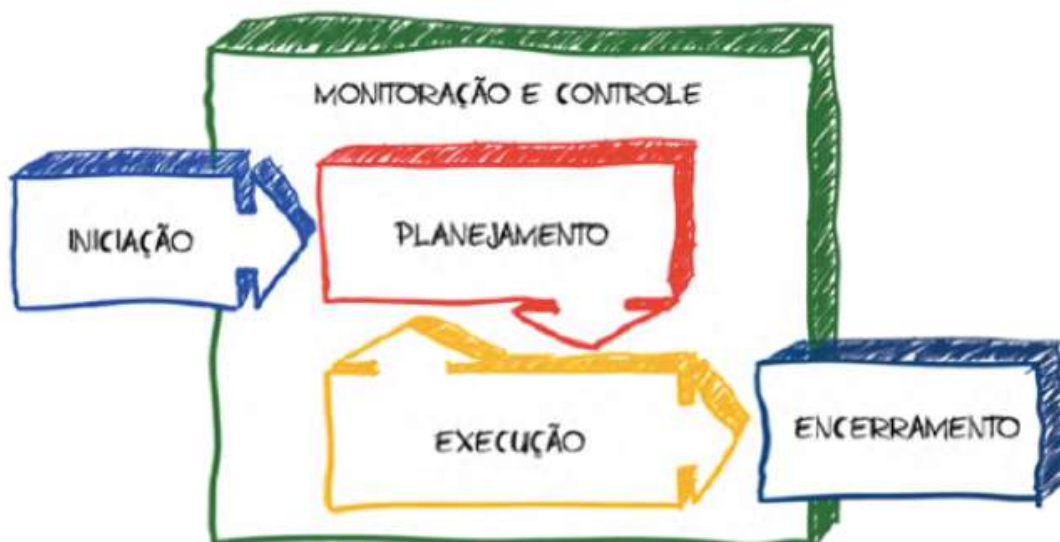 MONITORAÇÃO E CONTROLE
INICIAÇÃO
PLANEJAMENTO
EXECUÇÃO
ENCERRAMENTO